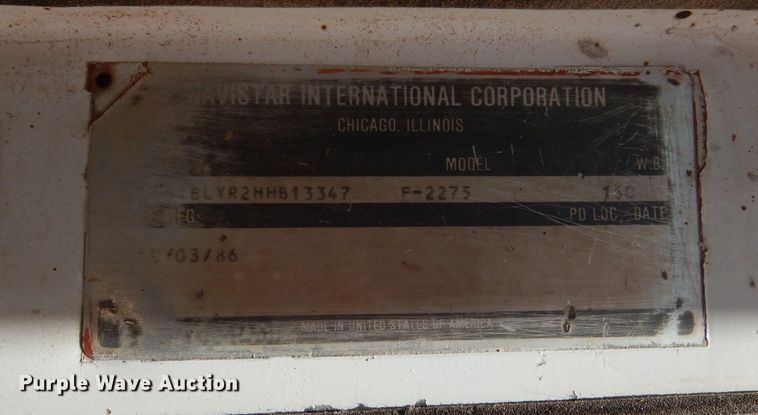 AVISTAR INTERNATIONAL CORPORATION
CHICAGO, ILLINOIS
MODEL W.B.
BLYR2HHB13347 F-2275
PD LOC. DATE
/03/86
MADE IN UNITED STATES OF AMERICA
Purple Wave Auction